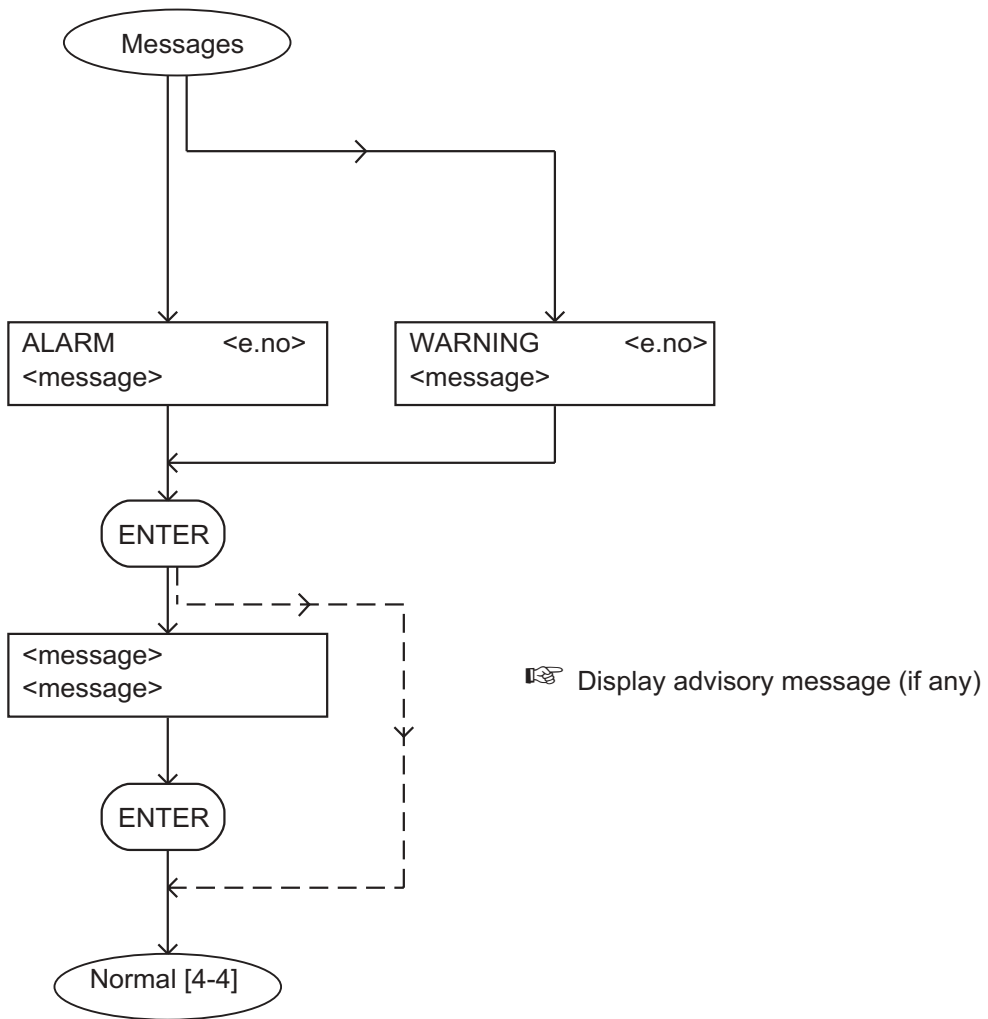 Messages
ALARM <e.no>
<message>
WARNING <e.no>
<message>
ENTER
<message>
<message>
☞ Display advisory message (if any)
ENTER
Normal [4-4]